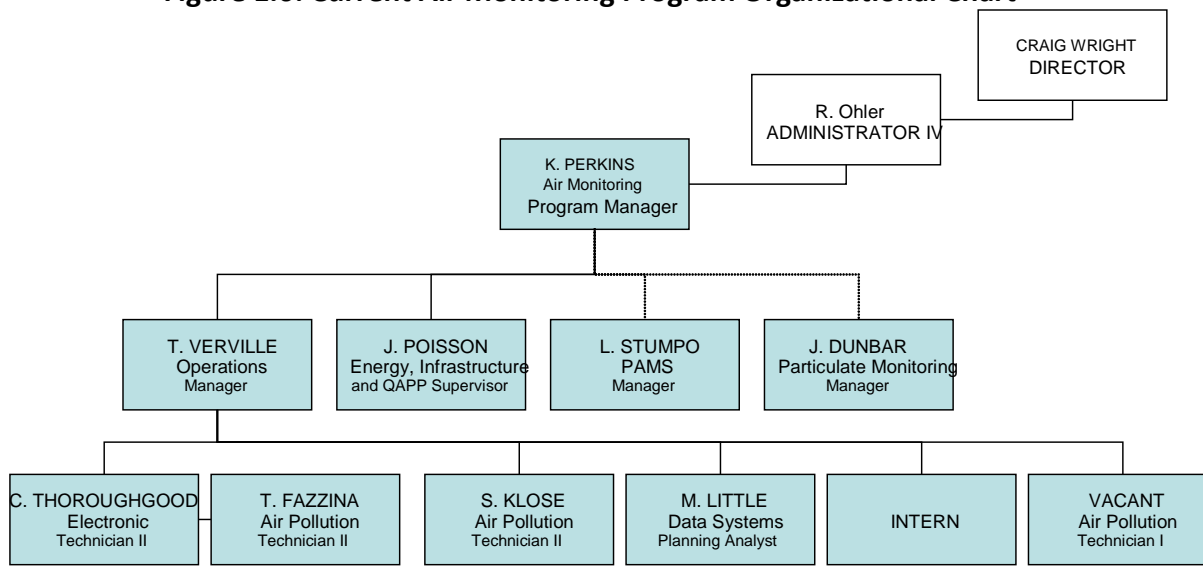 Figure 1.0: Current Air Monitoring Program Organizational Chart
CRAIG WRIGHT
DIRECTOR
R. Ohler
ADMINISTRATOR IV
K. PERKINS
Air Monitoring
Program Manager
T. VERVILLE
Operations
Manager
J. POISSON
Energy, Infrastructure
and QAPP Supervisor
L. STUMPO
PAMS
Manager
J. DUNBAR
Particulate Monitoring
Manager
C. THOROUGHGOOD
Electronic
Technician II
T. FAZZINA
Air Pollution
Technician II
S. KLOSE
Air Pollution
Technician II
M. LITTLE
Data Systems
Planning Analyst
INTERN
VACANT
Air Pollution
Technician I